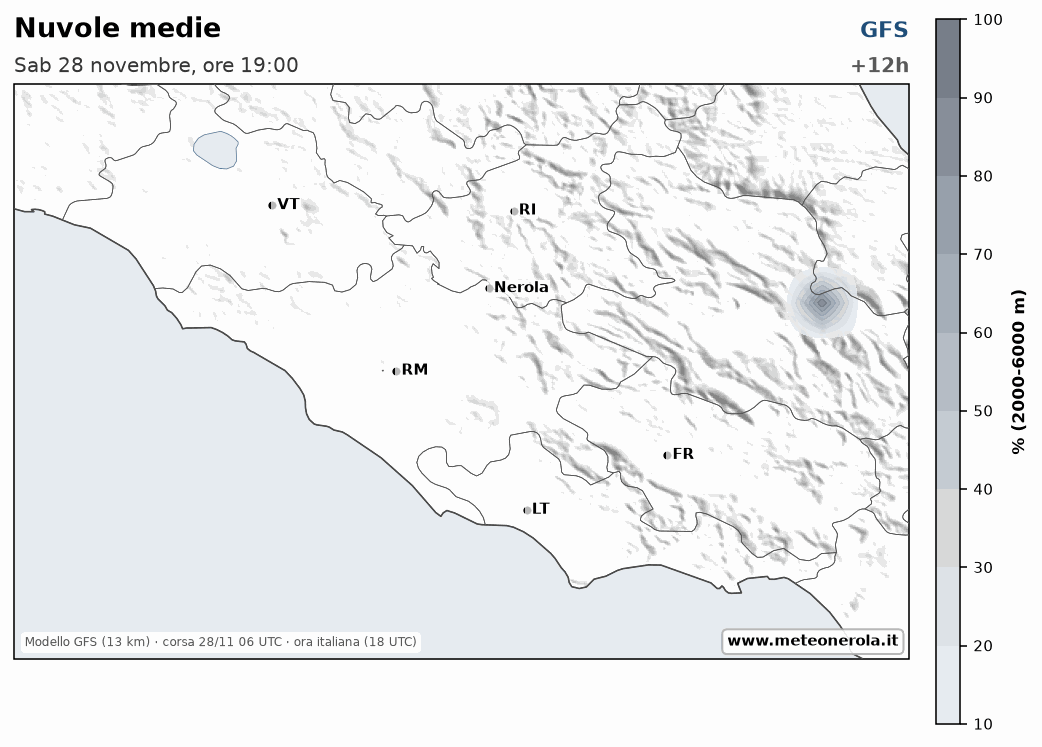 Nuvole medie
GFS
Sab 28 novembre, ore 19:00
+12h
VT
RI
Nerola
RM
FR
LT
Modello GFS (13 km) · corsa 28/11 06 UTC · ora italiana (18 UTC)
www.meteonerola.it
100
90
80
70
60
50
40
30
20
10
% (2000-6000 m)